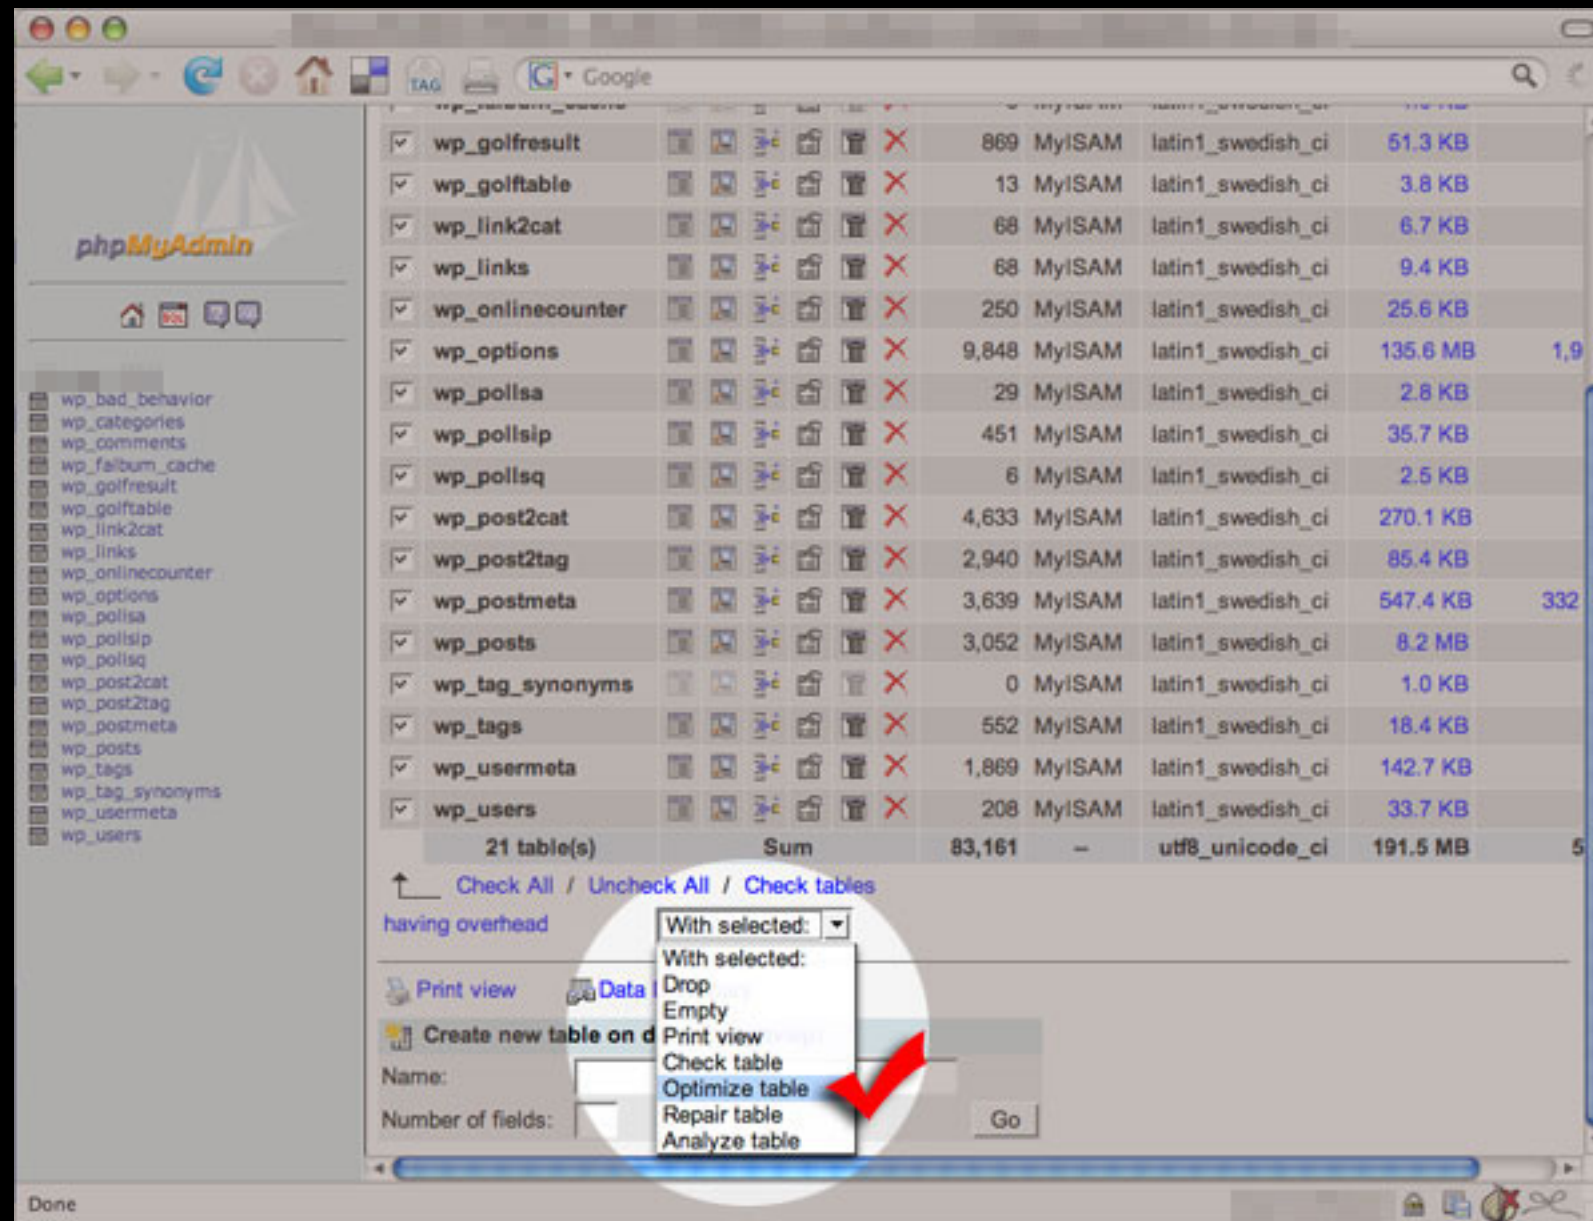 TAG
Google
wp_falbum_cache
wp_golfresult 869 MyISAM latin1_swedish_ci 51.3 KB
wp_golftable 13 MyISAM latin1_swedish_ci 3.8 KB
wp_link2cat 68 MyISAM latin1_swedish_ci 6.7 KB
wp_links 68 MyISAM latin1_swedish_ci 9.4 KB
wp_onlinecounter 250 MyISAM latin1_swedish_ci 25.6 KB
wp_options 9,848 MyISAM latin1_swedish_ci 135.6 MB 1,9
wp_pollsa 29 MyISAM latin1_swedish_ci 2.8 KB
wp_pollsip 451 MyISAM latin1_swedish_ci 35.7 KB
wp_pollsq 6 MyISAM latin1_swedish_ci 2.5 KB
wp_post2cat 4,633 MyISAM latin1_swedish_ci 270.1 KB
wp_post2tag 2,940 MyISAM latin1_swedish_ci 85.4 KB
wp_postmeta 3,639 MyISAM latin1_swedish_ci 547.4 KB 332
wp_posts 3,052 MyISAM latin1_swedish_ci 8.2 MB
wp_tag_synonyms 0 MyISAM latin1_swedish_ci 1.0 KB
wp_tags 552 MyISAM latin1_swedish_ci 18.4 KB
wp_usermeta 1,869 MyISAM latin1_swedish_ci 142.7 KB
wp_users 208 MyISAM latin1_swedish_ci 33.7 KB
21 table(s) Sum 83,161 -- utf8_unicode_ci 191.5 MB 5
Check All / Uncheck All / Check tables
having overhead With selected:
With selected:
Drop
Empty
Print view
Check table
Optimize table
Repair table
Analyze table
Print view Data
Create new table on d
Name:
Number of fields: Go
phpMyAdmin
SQL
wp_bad_behavior
wp_categories
wp_comments
wp_falbum_cache
wp_golfresult
wp_golftable
wp_link2cat
wp_links
wp_onlinecounter
wp_options
wp_pollsa
wp_pollsip
wp_pollsq
wp_post2cat
wp_post2tag
wp_postmeta
wp_posts
wp_tags
wp_tag_synonyms
wp_usermeta
wp_users
Done